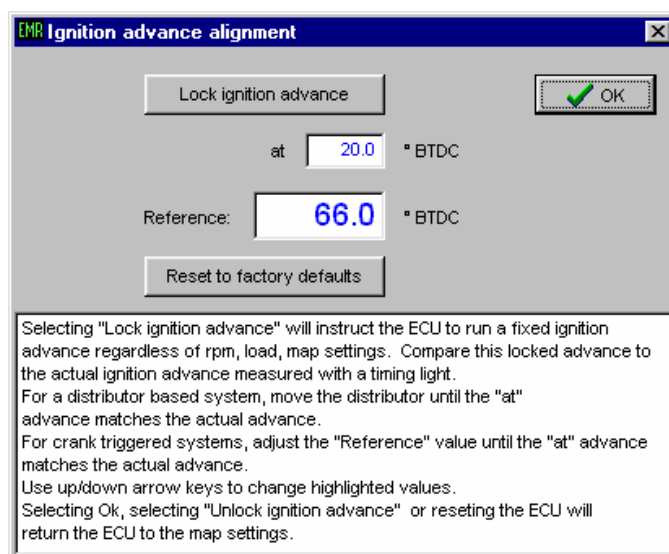 EMR Ignition advance alignment
Lock ignition advance
OK
at 20.0 ° BTDC
Reference: 66.0 ° BTDC
Reset to factory defaults
Selecting "Lock ignition advance" will instruct the ECU to run a fixed ignition
advance regardless of rpm, load, map settings. Compare this locked advance to
the actual ignition advance measured with a timing light.
For a distributor based system, move the distributor until the "at"
advance matches the actual advance.
For crank triggered systems, adjust the "Reference" value until the "at" advance
matches the actual advance.
Use up/down arrow keys to change highlighted values.
Selecting Ok, selecting "Unlock ignition advance" or reseting the ECU will
return the ECU to the map settings.